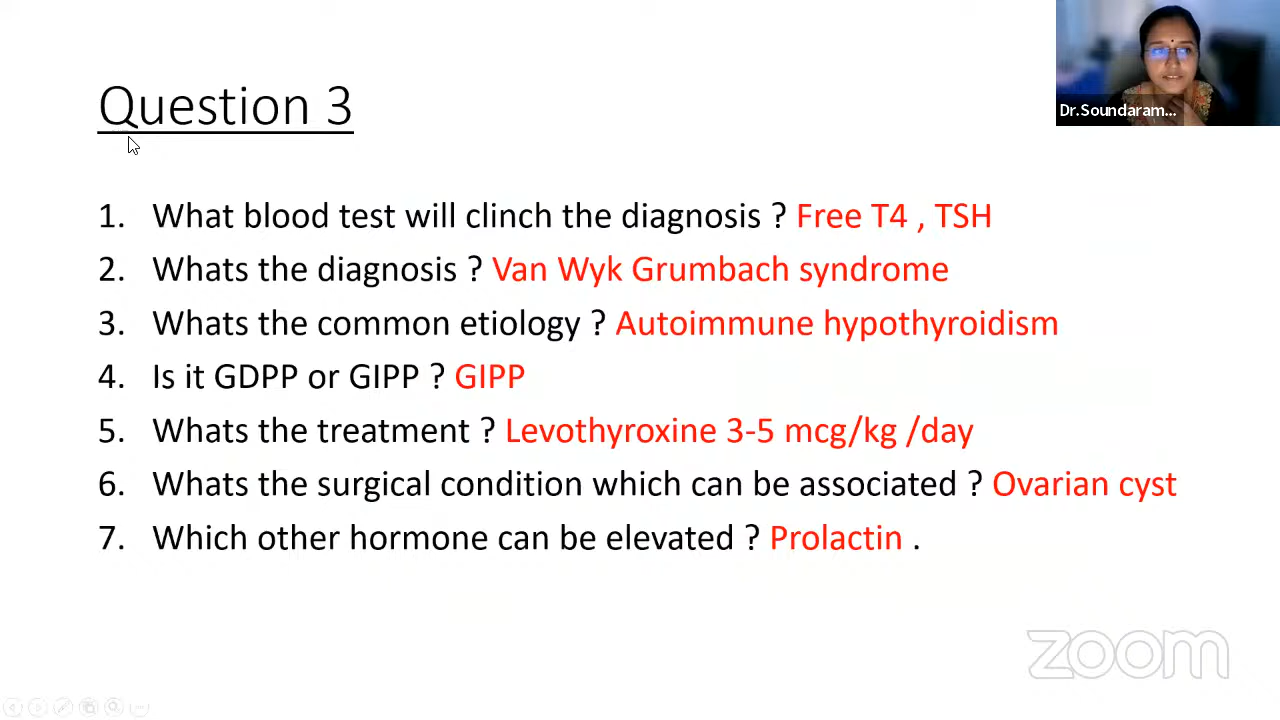 Dr.Soundaram...
Question 3
1. What blood test will clinch the diagnosis ? Free T4 , TSH
2. Whats the diagnosis ? Van Wyk Grumbach syndrome
3. Whats the common etiology ? Autoimmune hypothyroidism
4. Is it GDPP or GIPP ? GIPP
5. Whats the treatment ? Levothyroxine 3-5 mcg/kg /day
6. Whats the surgical condition which can be associated ? Ovarian cyst
7. Which other hormone can be elevated ? Prolactin .
zoom